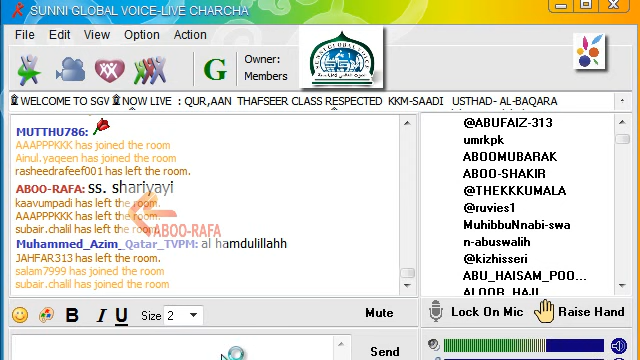 SUNNI GLOBAL VOICE-LIVE CHARCHA
File Edit View Option Action
G
Owner:
Members
WELCOME TO SGV NOW LIVE : QUR,AAN THAFSEER CLASS RESPECTED KKM-SAADI USTHAD- AL-BAQARA
MUTTHU786:
AAAPPPKKK has joined the room
Ainul.yaqeen has joined the room
rasheedrafeef001 has left the room.
ABOO-RAFA: ss. shariyayi
kaavumpadi has left the room.
AAAPPPKKK has left the room.
subair.chalil has left the room.
ABOO-RAFA
Muhammed_Azim_Qatar_TVPM: al hamdulillahh
JAHFAR313 has left the room.
salam7999 has joined the room
subair.chalil has joined the room
@ABUFAIZ-313
umrkpk
ABOOMUBARAK
ABOO-SHAKIR
@THEKKKUMALA
@ruvies1
MuhibbuNnabi-swa
n-abuswalih
@kizhisseri
ABU_HAISAM_POO...
ALOOR_HAJI
B I U Size 2 Mute
Lock On Mic Raise Hand
Send